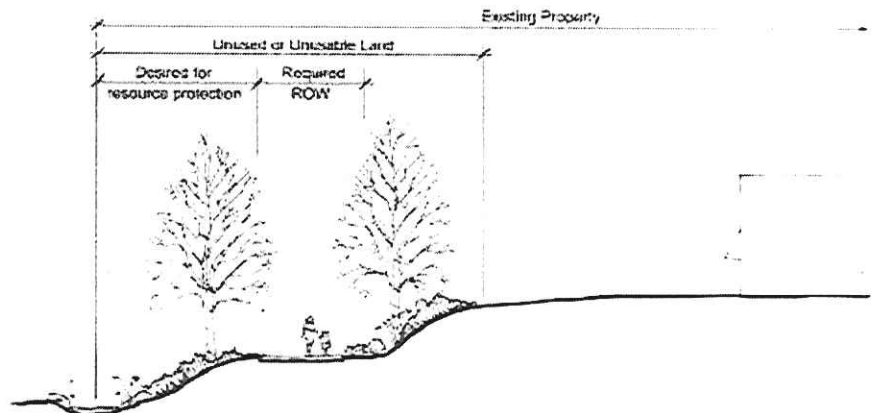 Existing Property
Unused or Unusable Land
Desired for
resource protection
Required
ROW